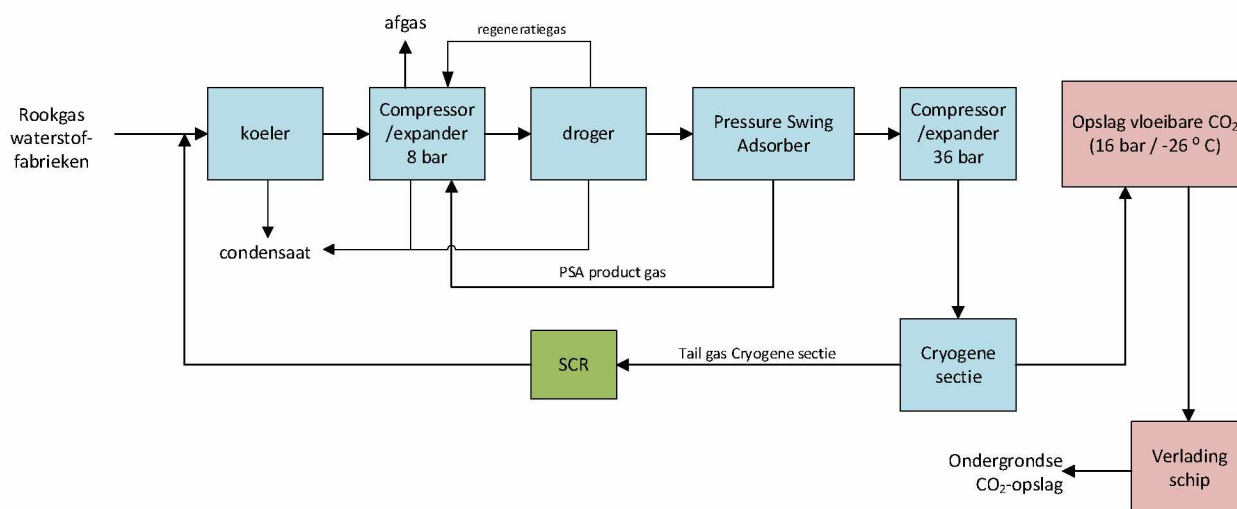 afgas
regeneratiegas
Rookgas
waterstof-
fabrieken
koeler
Compressor
/expander
8 bar
droger
Pressure Swing
Adsorber
Compressor
/expander
36 bar
Opslag vloeibare CO₂
(16 bar / -26 ° C)
condensaat
PSA product gas
SCR
Tail gas Cryogene sectie
Cryogene
sectie
Ondergrondse
CO₂-opslag
Verlading
schip